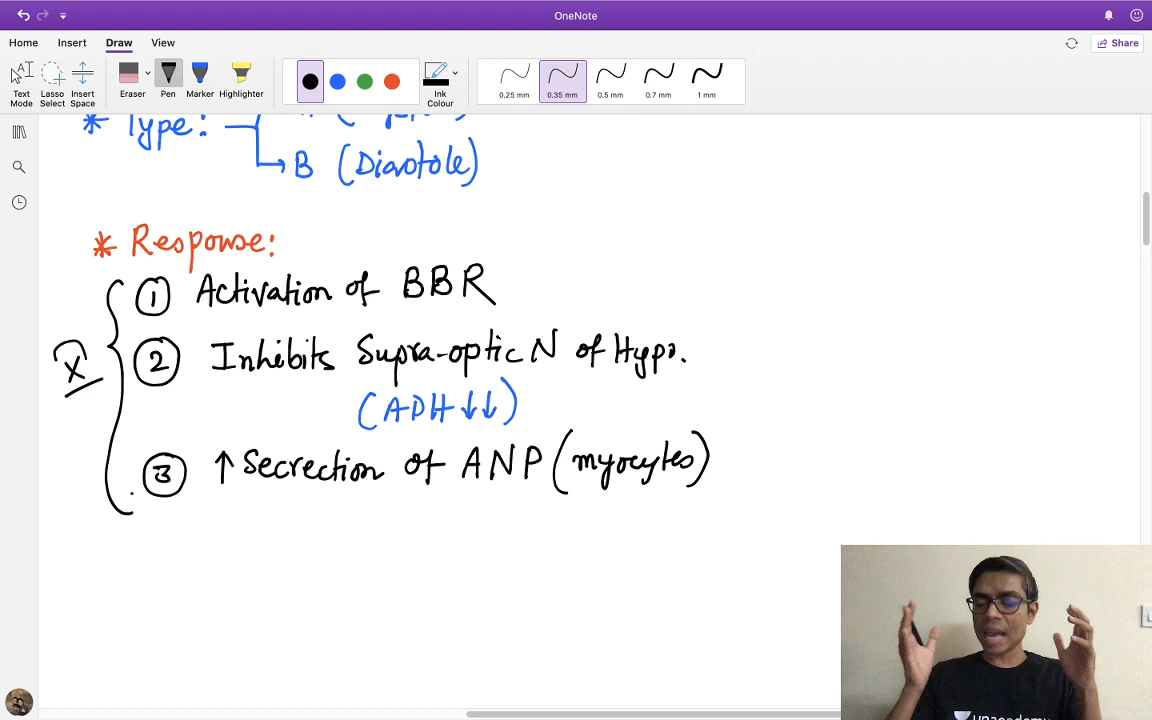 OneNote
Home Insert Draw View
Share
Text Mode
Lasso Select
Insert Space
Eraser
Pen
Marker
Highlighter
Ink Colour
0.25 mm
0.35 mm
0.5 mm
0.7 mm
1 mm
* Type:
B (Diastole)
* Response:
① Activation of BBR
X
② Inhibits Supra-optic N of Hypo.
(ADH↓↓)
③ ↑ Secrection of ANP (myocytes)